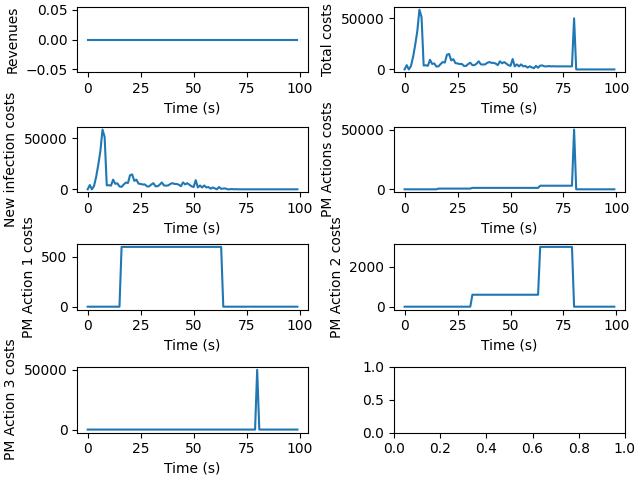 Revenues
0.05
0.00
−0.05
0 25 50 75 100
Time (s)
Total costs
50000
0
0 25 50 75 100
Time (s)
New infection costs
50000
0
0 25 50 75 100
Time (s)
PM Actions costs
50000
0
0 25 50 75 100
Time (s)
PM Action 1 costs
500
0
0 25 50 75 100
Time (s)
PM Action 2 costs
2000
0
0 25 50 75 100
Time (s)
PM Action 3 costs
50000
0
0 25 50 75 100
Time (s)
1.0
0.5
0.0
0.0 0.2 0.4 0.6 0.8 1.0